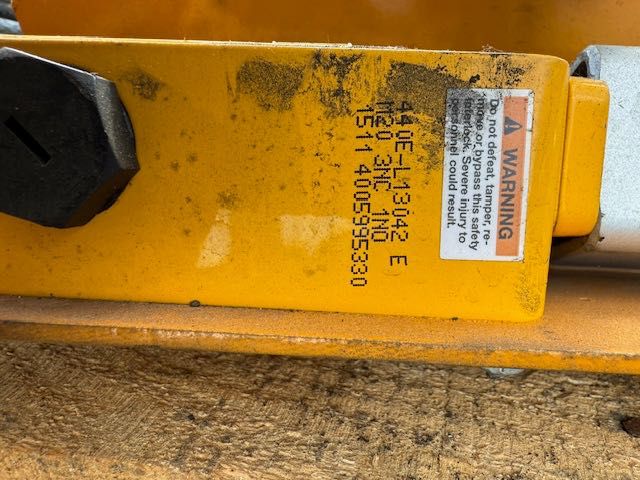 440E-L13042 E
M20 3NC 1NO
1511 4005995330
⚠ WARNING
Do not defeat, tamper, re-
move or bypass this safety
interlock. Severe injury to
personnel could result.